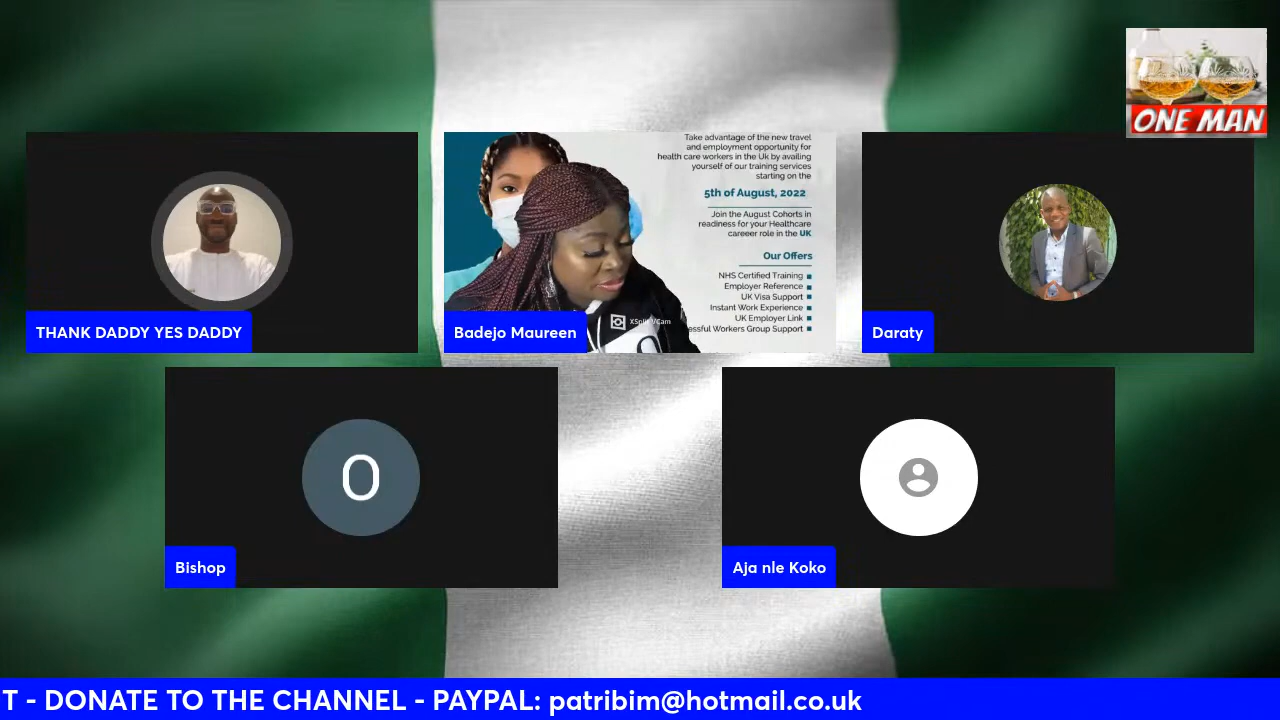 ONE MAN
Take advantage of the new travel
and employment opportunity for
health care workers in the Uk by availing
yourself of our training services
starting on the
5th of August, 2022
Join the August Cohorts in
readiness for your Healthcare
careeer role in the UK
Our Offers
NHS Certified Training
Employer Reference
UK Visa Support
Instant Work Experience
UK Employer Link
essful Workers Group Support
XSplit VCam
THANK DADDY YES DADDY
Badejo Maureen
Daraty
O
Bishop
Aja nle Koko
T - DONATE TO THE CHANNEL - PAYPAL: patribim@hotmail.co.uk